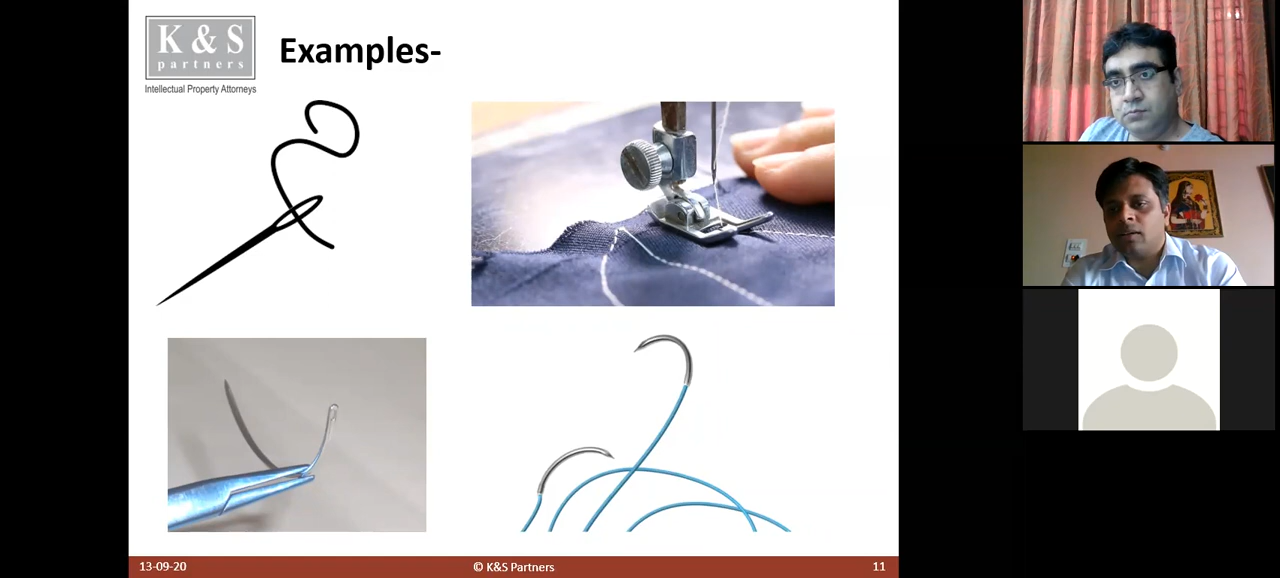 K & S
partners
Intellectual Property Attorneys
Examples-
13-09-20
© K&S Partners
11